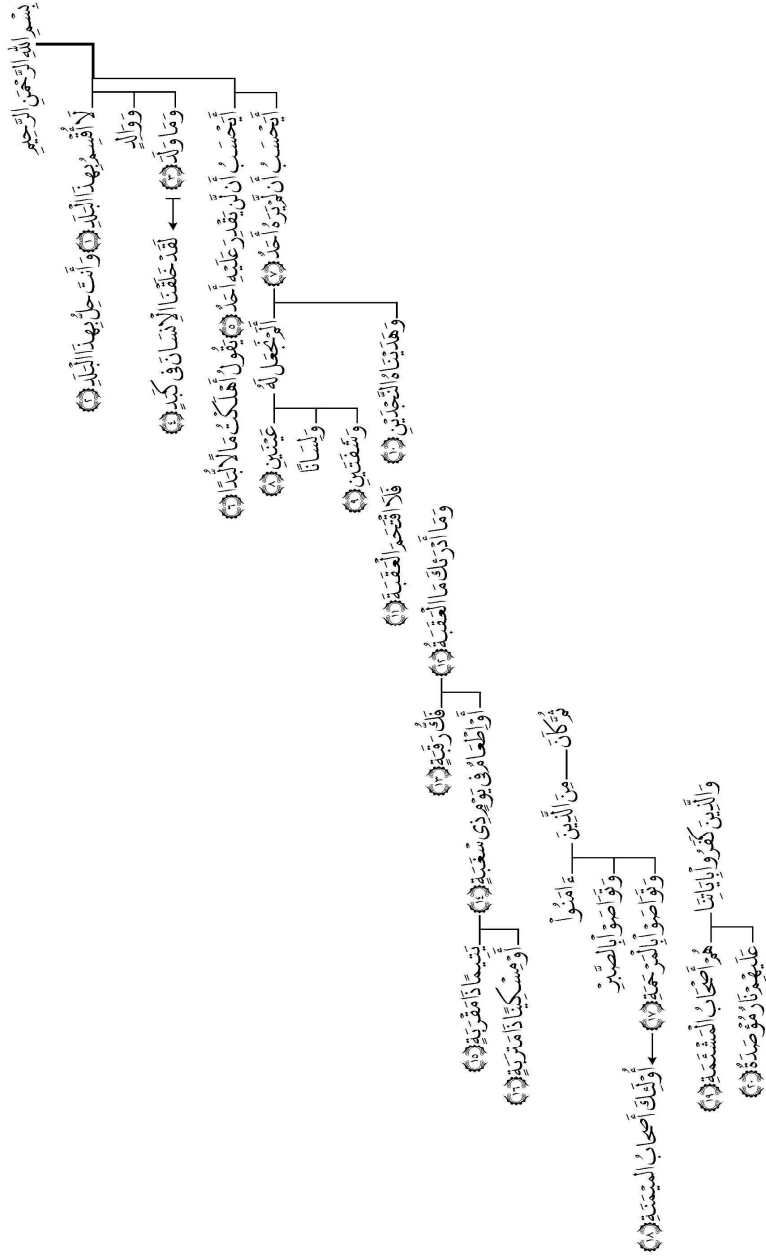 بِسْمِ اللَّهِ الرَّحْمَنِ الرَّحِيمِ
لَا أُقْسِمُ بِهَذَا الْبَلَدِ ١ وَأَنتَ حِلٌّ بِهَذَا الْبَلَدِ ٢
وَوَالِدٍ
وَمَا وَلَدَ ٣
لَقَدْ خَلَقْنَا الْإِنسَانَ فِي كَبَدٍ ٤
أَيَحْسَبُ أَن لَّن يَقْدِرَ عَلَيْهِ أَحَدٌ ٥ يَقُولُ أَهْلَكْتُ مَالًا لُّبَدًا ٦
أَيَحْسَبُ أَن لَّمْ يَرَهُ أَحَدٌ ٧
أَلَمْ نَجْعَل لَّهُ
عَيْنَيْنِ ٨
وَلِسَانًا
وَشَفَتَيْنِ ٩
وَهَدَيْنَاهُ النَّجْدَيْنِ ١٠
فَلَا اقْتَحَمَ الْعَقَبَةَ ١١
وَمَا أَدْرَىٰكَ مَا الْعَقَبَةُ ١٢
فَكُّ رَقَبَةٍ ١٣
أَوْ إِطْعَامٌ فِي يَوْمٍ ذِي مَسْغَبَةٍ ١٤
يَتِيمًا ذَا مَقْرَبَةٍ ١٥
أَوْ مِسْكِينًا ذَا مَتْرَبَةٍ ١٦
ثُمَّ كَانَ
مِنَ الَّذِينَ
ءَامَنُوا
وَتَوَاصَوْا بِالصَّبْرِ
وَتَوَاصَوْا بِالْمَرْحَمَةِ ١٧
أُوْلَٰئِكَ أَصْحَابُ الْمَيْمَنَةِ ١٨
وَالَّذِينَ كَفَرُوا بِآيَاتِنَا
هُمْ أَصْحَابُ الْمَشْئَمَةِ ١٩
عَلَيْهِمْ نَارٌ مُّؤْصَدَةٌ ٢٠